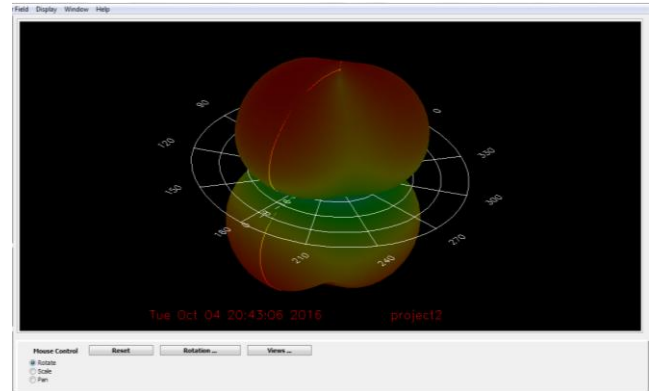 Field Display Window Help
90
0
120
330
150
300
180
270
210
240
Tue Oct 04 20:43:06 2016 project2
Mouse Control Reset Rotation ... Views ...
Rotate
Scale
Pan